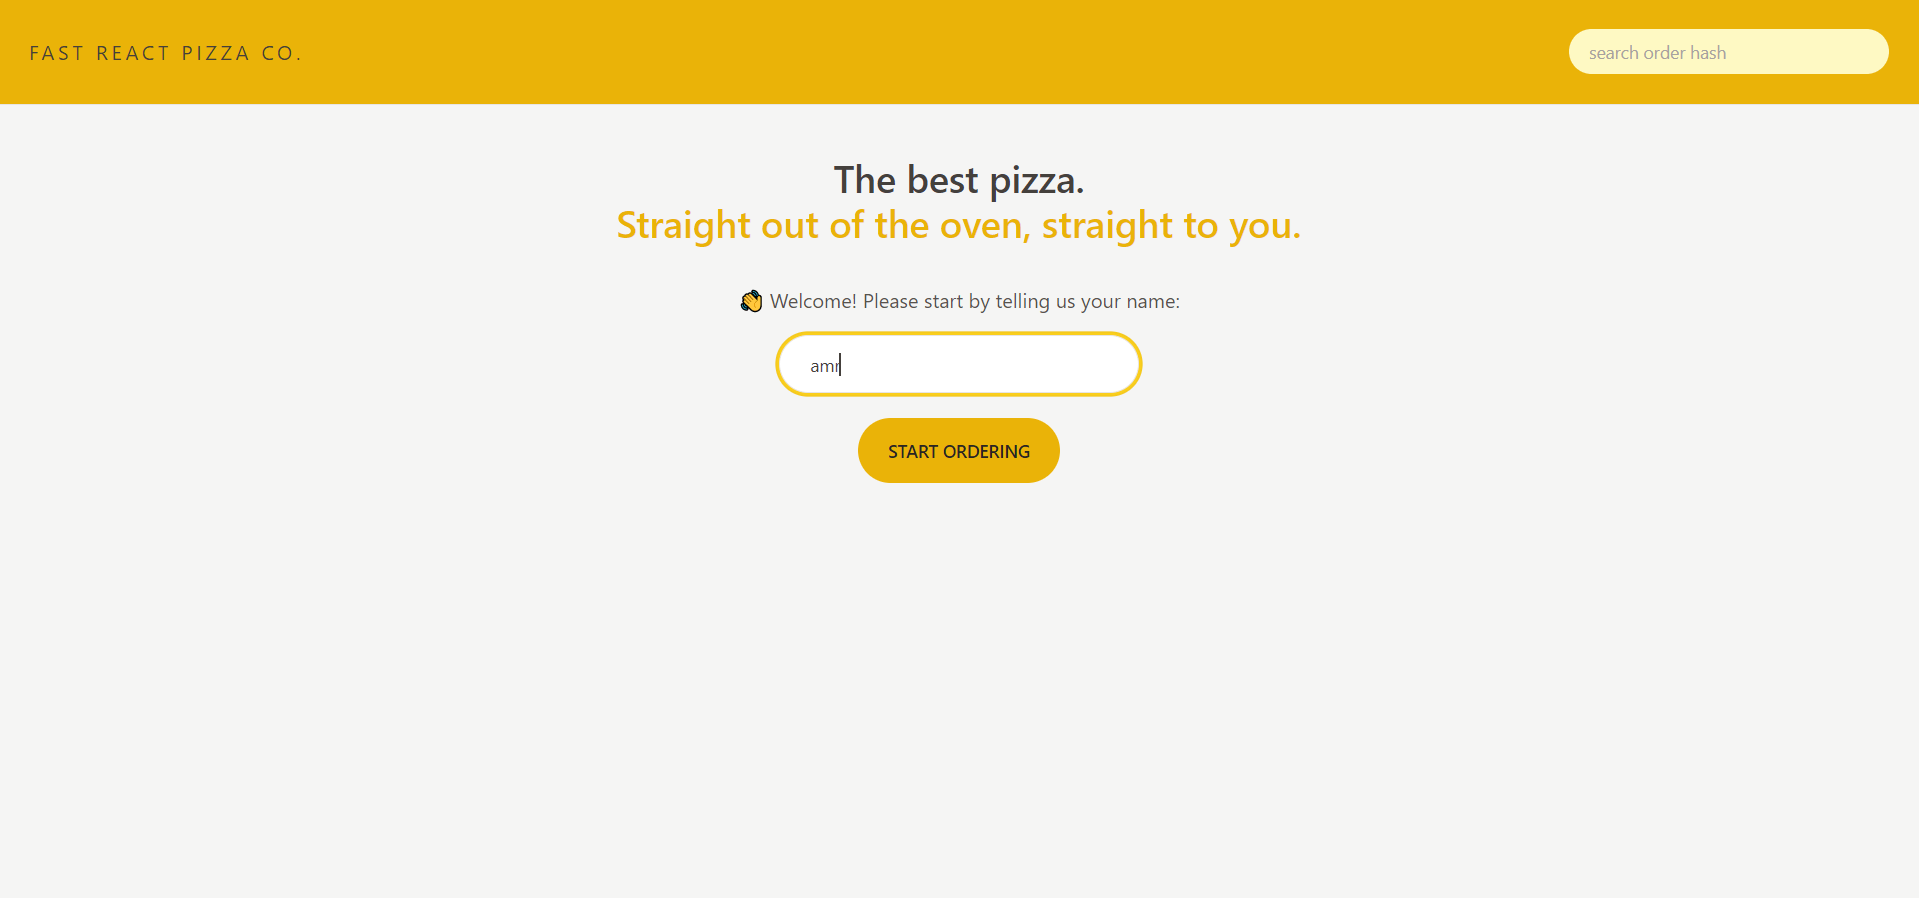 FAST REACT PIZZA CO.
search order hash
The best pizza.
Straight out of the oven, straight to you.
👋 Welcome! Please start by telling us your name:
amr
START ORDERING